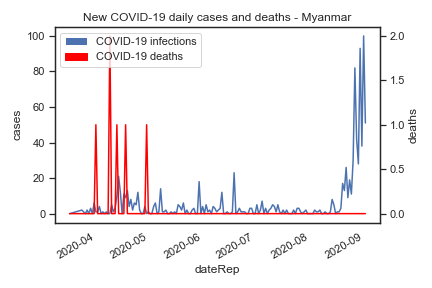 New COVID-19 daily cases and deaths - Myanmar
COVID-19 infections
COVID-19 deaths
100
80
60
40
20
0
cases
2.0
1.5
1.0
0.5
0.0
deaths
2020-04
2020-05
2020-06
2020-07
2020-08
2020-09
dateRep